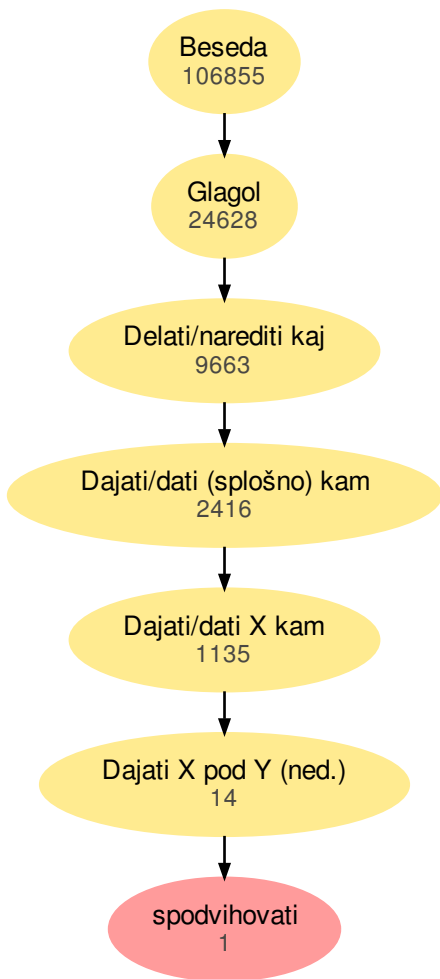 Beseda
106855
Glagol
24628
Delati/narediti kaj
9663
Dajati/dati (splošno) kam
2416
Dajati/dati X kam
1135
Dajati X pod Y (ned.)
14
spodvihovati
1